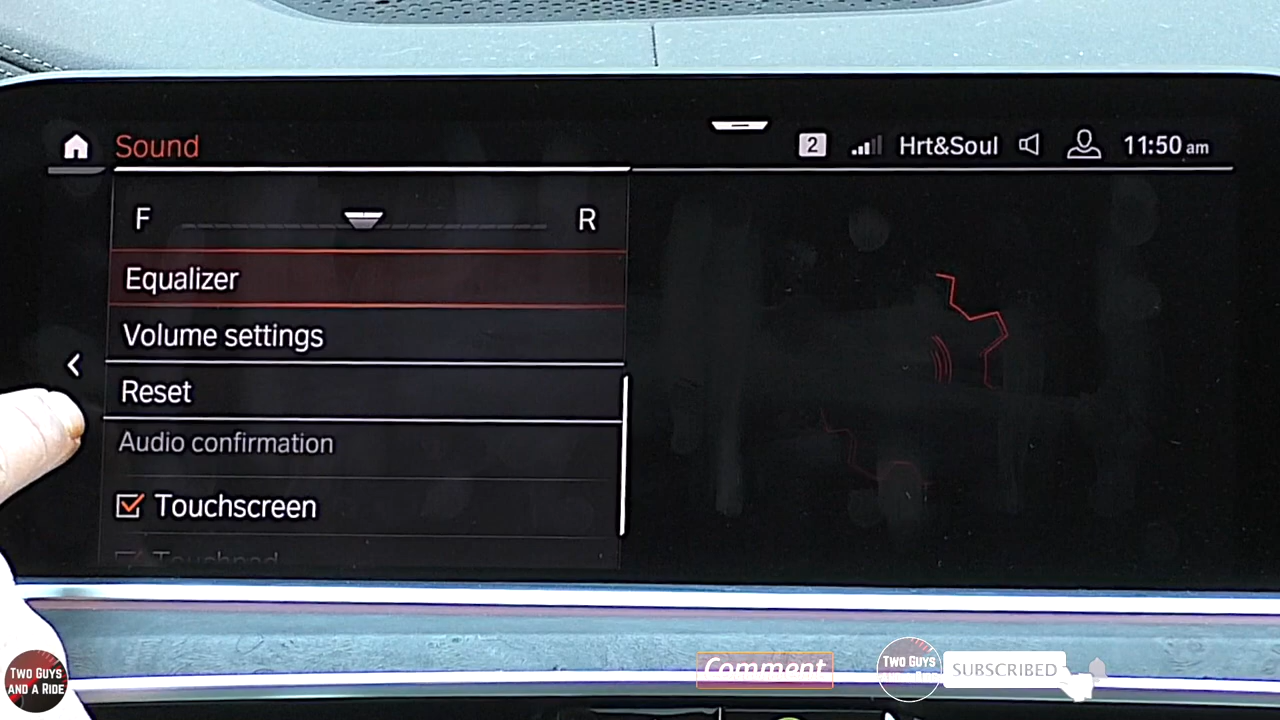 Sound
2 Hrt&Soul 11:50 am
F R
Equalizer
Volume settings
Reset
Audio confirmation
Touchscreen
Touchpad
TWO GUYS
AND A RIDE
Comment
TWO GUYS
SUBSCRIBED